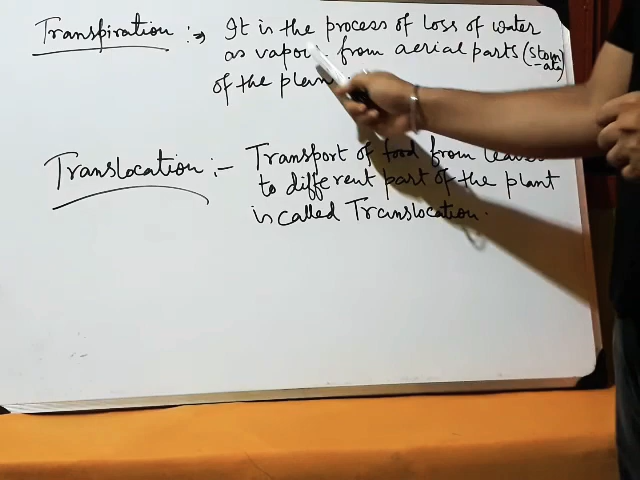 Transpiration :→ It is the process of loss of water
as vapour from aerial parts (stom
-ata)
of the plan
Translocation :- Transport of food from leaves
to different part of the plant
is called Translocation.